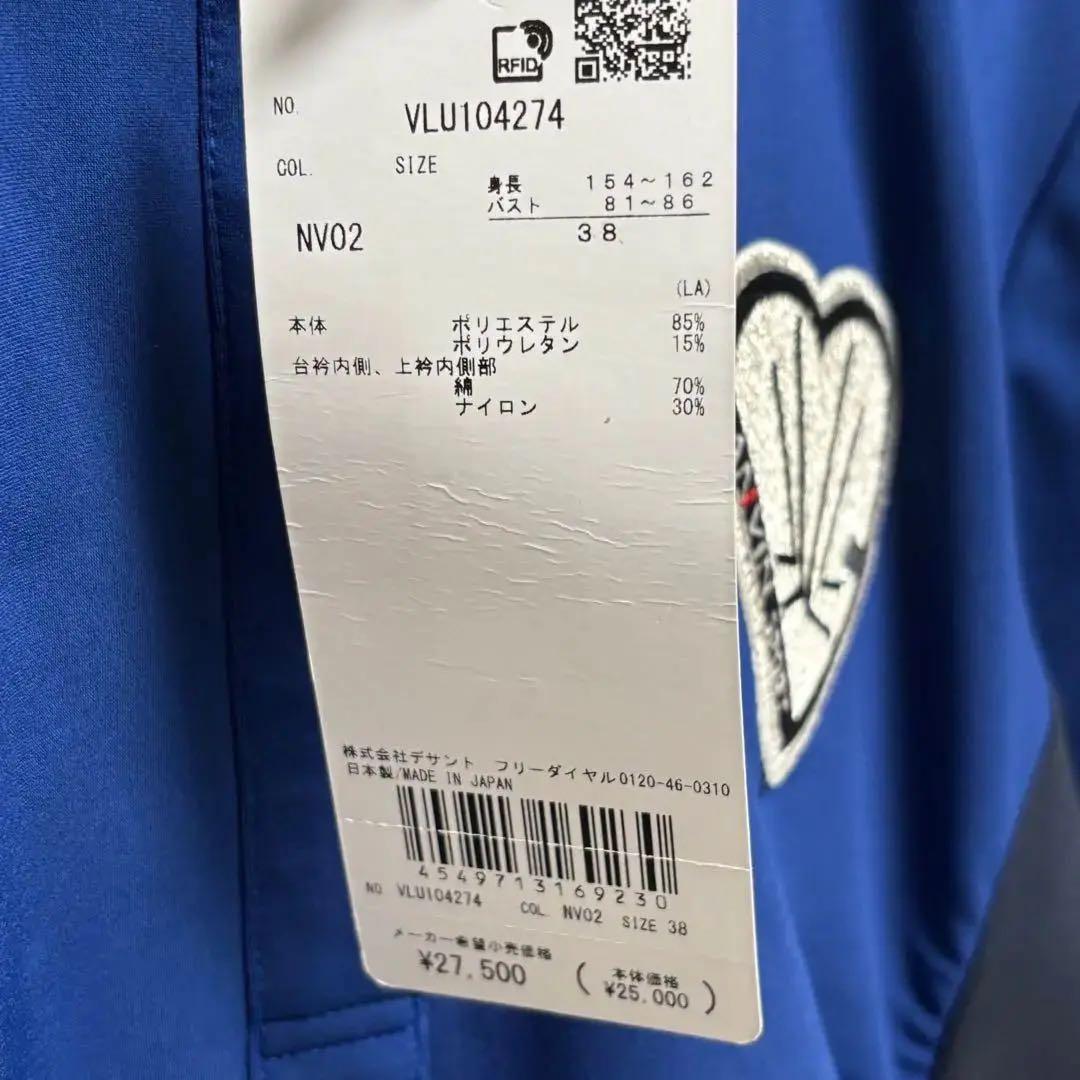 RFID
NO. VLU104274
COL. SIZE
身長 154~162
バスト 81~86
NV02 38
(LA)
本体 ポリエステル 85%
ポリウレタン 15%
台衿内側、上衿内側部
綿 70%
ナイロン 30%
株式会社デサント フリーダイヤル0120-46-0310
日本製/MADE IN JAPAN
4549713169230
NO VLU104274 COL NV02 SIZE 38
メーカー希望小売価格
¥27,500
(本体価格
¥25,000)